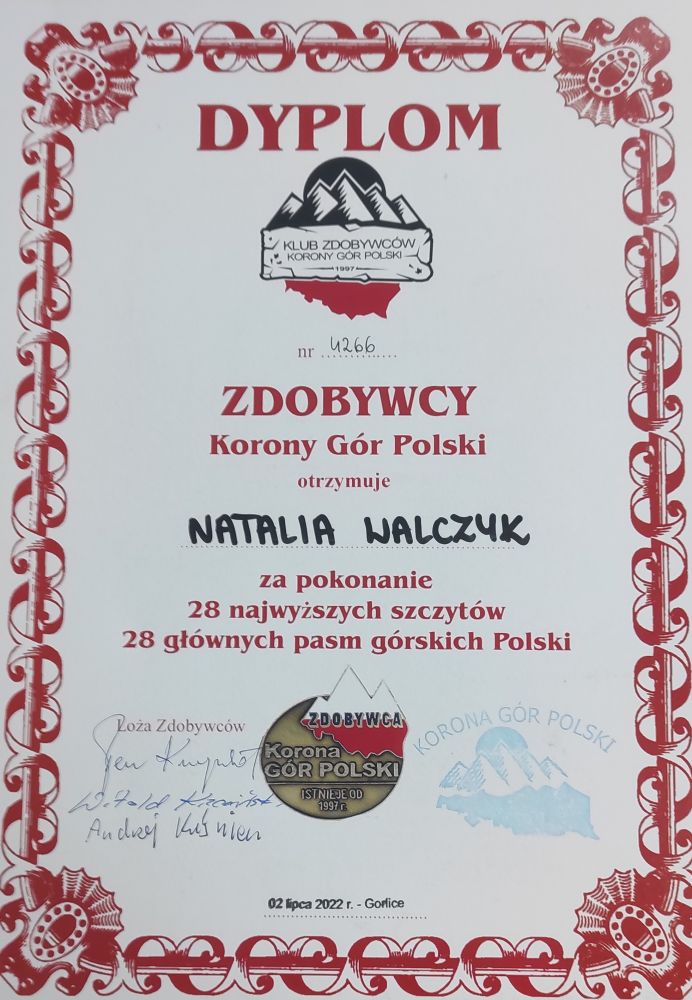 DYPLOM
KLUB ZDOBYWCÓW
KORONY GÓR POLSKI
1997
nr 4266
ZDOBYWCY
Korony Gór Polski
otrzymuje
NATALIA WALCZYK
za pokonanie
28 najwyższych szczytów
28 głównych pasm górskich Polski
Loża Zdobywców
Witold
Andrzej
ZDOBYWCA
Korona
GÓR POLSKI
ISTNIEJE OD
1997 r.
KORONA GÓR POLSKI
02 lipca 2022 r. - Gorlice